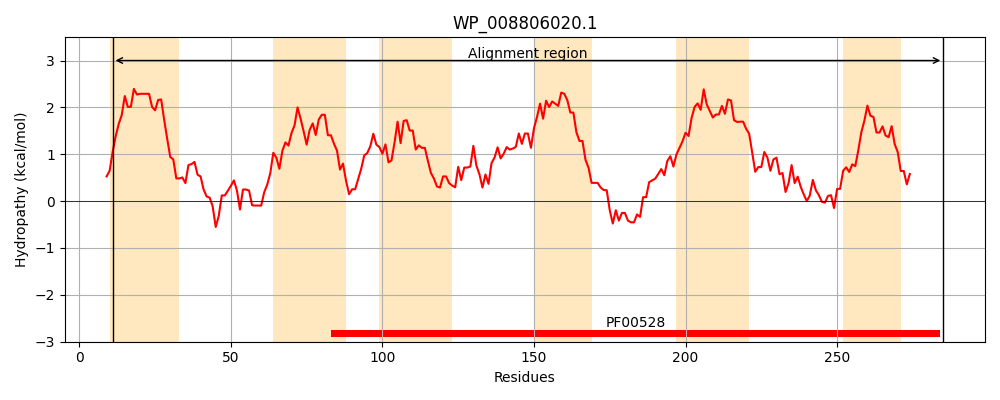 WP_008806020.1
Hydropathy (kcal/mol)
3
2
1
0
−1
−2
−3
Alignment region
PF00528
0
50
100
150
200
250
Residues